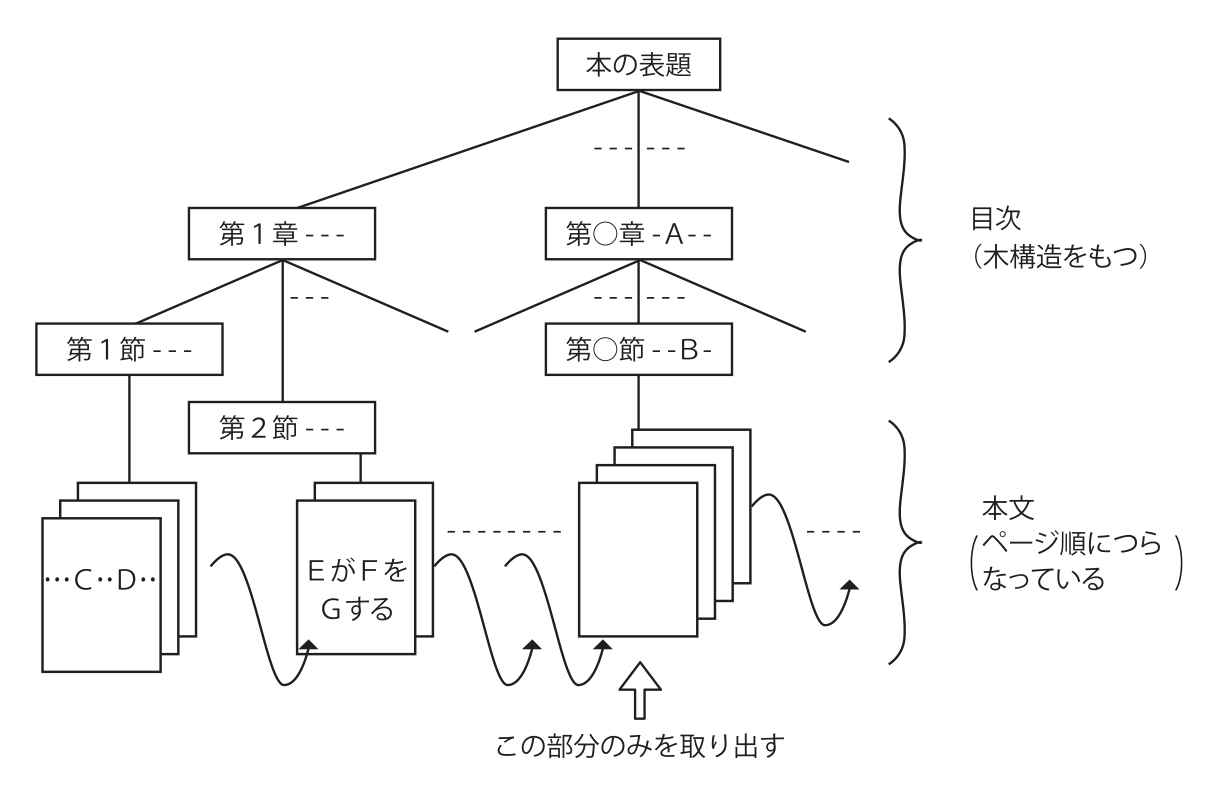 本の表題
第1章---
第○章-A--
目次
（木構造をもつ）
第1節---
第○節--B-
第2節---
…C‥D‥
EがFを
Gする
本文
（ページ順につら
なっている）
この部分のみを取り出す